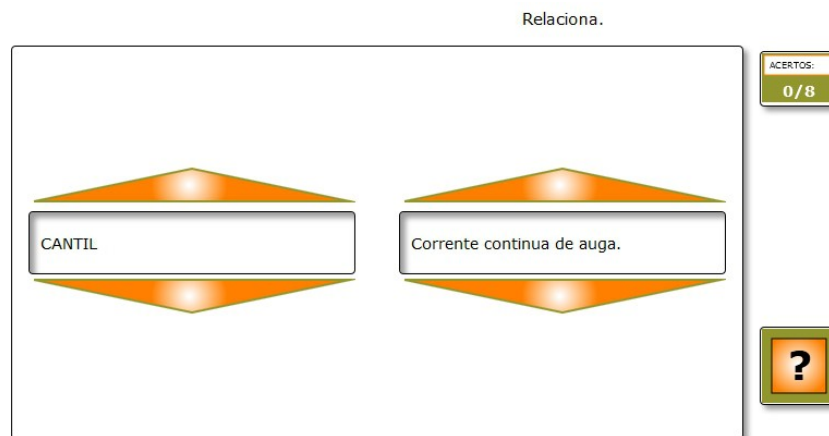 Relaciona.
ACERTOS:
0/8
CANTIL
Corrente continua de auga.
?